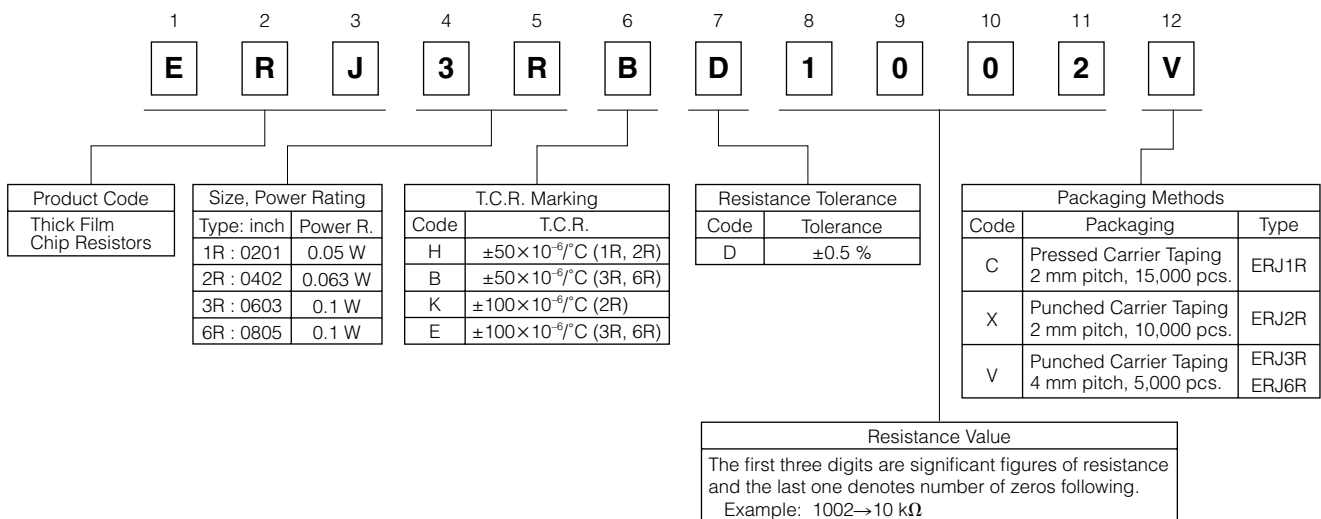 1 2 3 4 5 6 7 8 9 10 11 12
E R J 3 R B D 1 0 0 2 V
Product Code
Thick Film
Chip Resistors
Size, Power Rating
Type: inch Power R.
1R : 0201 0.05 W
2R : 0402 0.063 W
3R : 0603 0.1 W
6R : 0805 0.1 W
T.C.R. Marking
Code T.C.R.
H ±50×10⁻⁶/°C (1R, 2R)
B ±50×10⁻⁶/°C (3R, 6R)
K ±100×10⁻⁶/°C (2R)
E ±100×10⁻⁶/°C (3R, 6R)
Resistance Tolerance
Code Tolerance
D ±0.5 %
Packaging Methods
Code Packaging Type
C Pressed Carrier Taping
2 mm pitch, 15,000 pcs. ERJ1R
X Punched Carrier Taping
2 mm pitch, 10,000 pcs. ERJ2R
V Punched Carrier Taping ERJ3R
4 mm pitch, 5,000 pcs. ERJ6R
Resistance Value
The first three digits are significant figures of resistance
and the last one denotes number of zeros following.
Example: 1002→10 kΩ